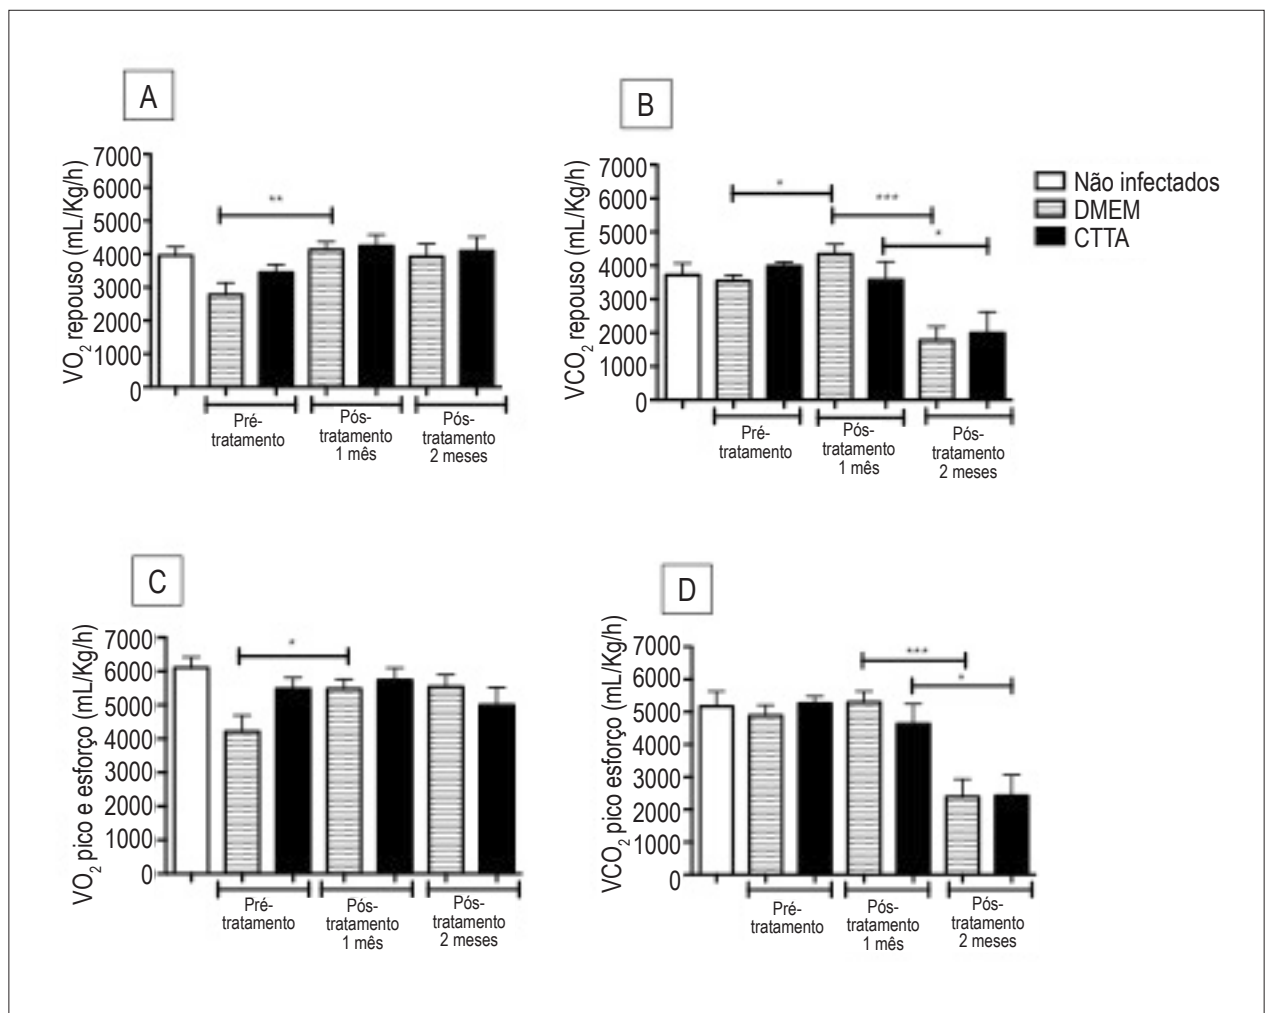 A
VO2 repouso (mL/Kg/h)
7000
6000
5000
4000
3000
2000
1000
0
**
Pré-
tratamento
Pós-
tratamento
1 mês
Pós-
tratamento
2 meses
B
VCO2 repouso (mL/Kg/h)
7000
6000
5000
4000
3000
2000
1000
0
*
***
*
Pré-
tratamento
Pós-
tratamento
1 mês
Pós-
tratamento
2 meses
Não infectados
DMEM
CTTA
C
VO2 pico e esforço (mL/Kg/h)
7000
6000
5000
4000
3000
2000
1000
0
*
Pré-
tratamento
Pós-
tratamento
1 mês
Pós-
tratamento
2 meses
D
VCO2 pico esforço (mL/Kg/h)
7000
6000
5000
4000
3000
2000
1000
0
***
*
Pré-
tratamento
Pós-
tratamento
1 mês
Pós-
tratamento
2 meses